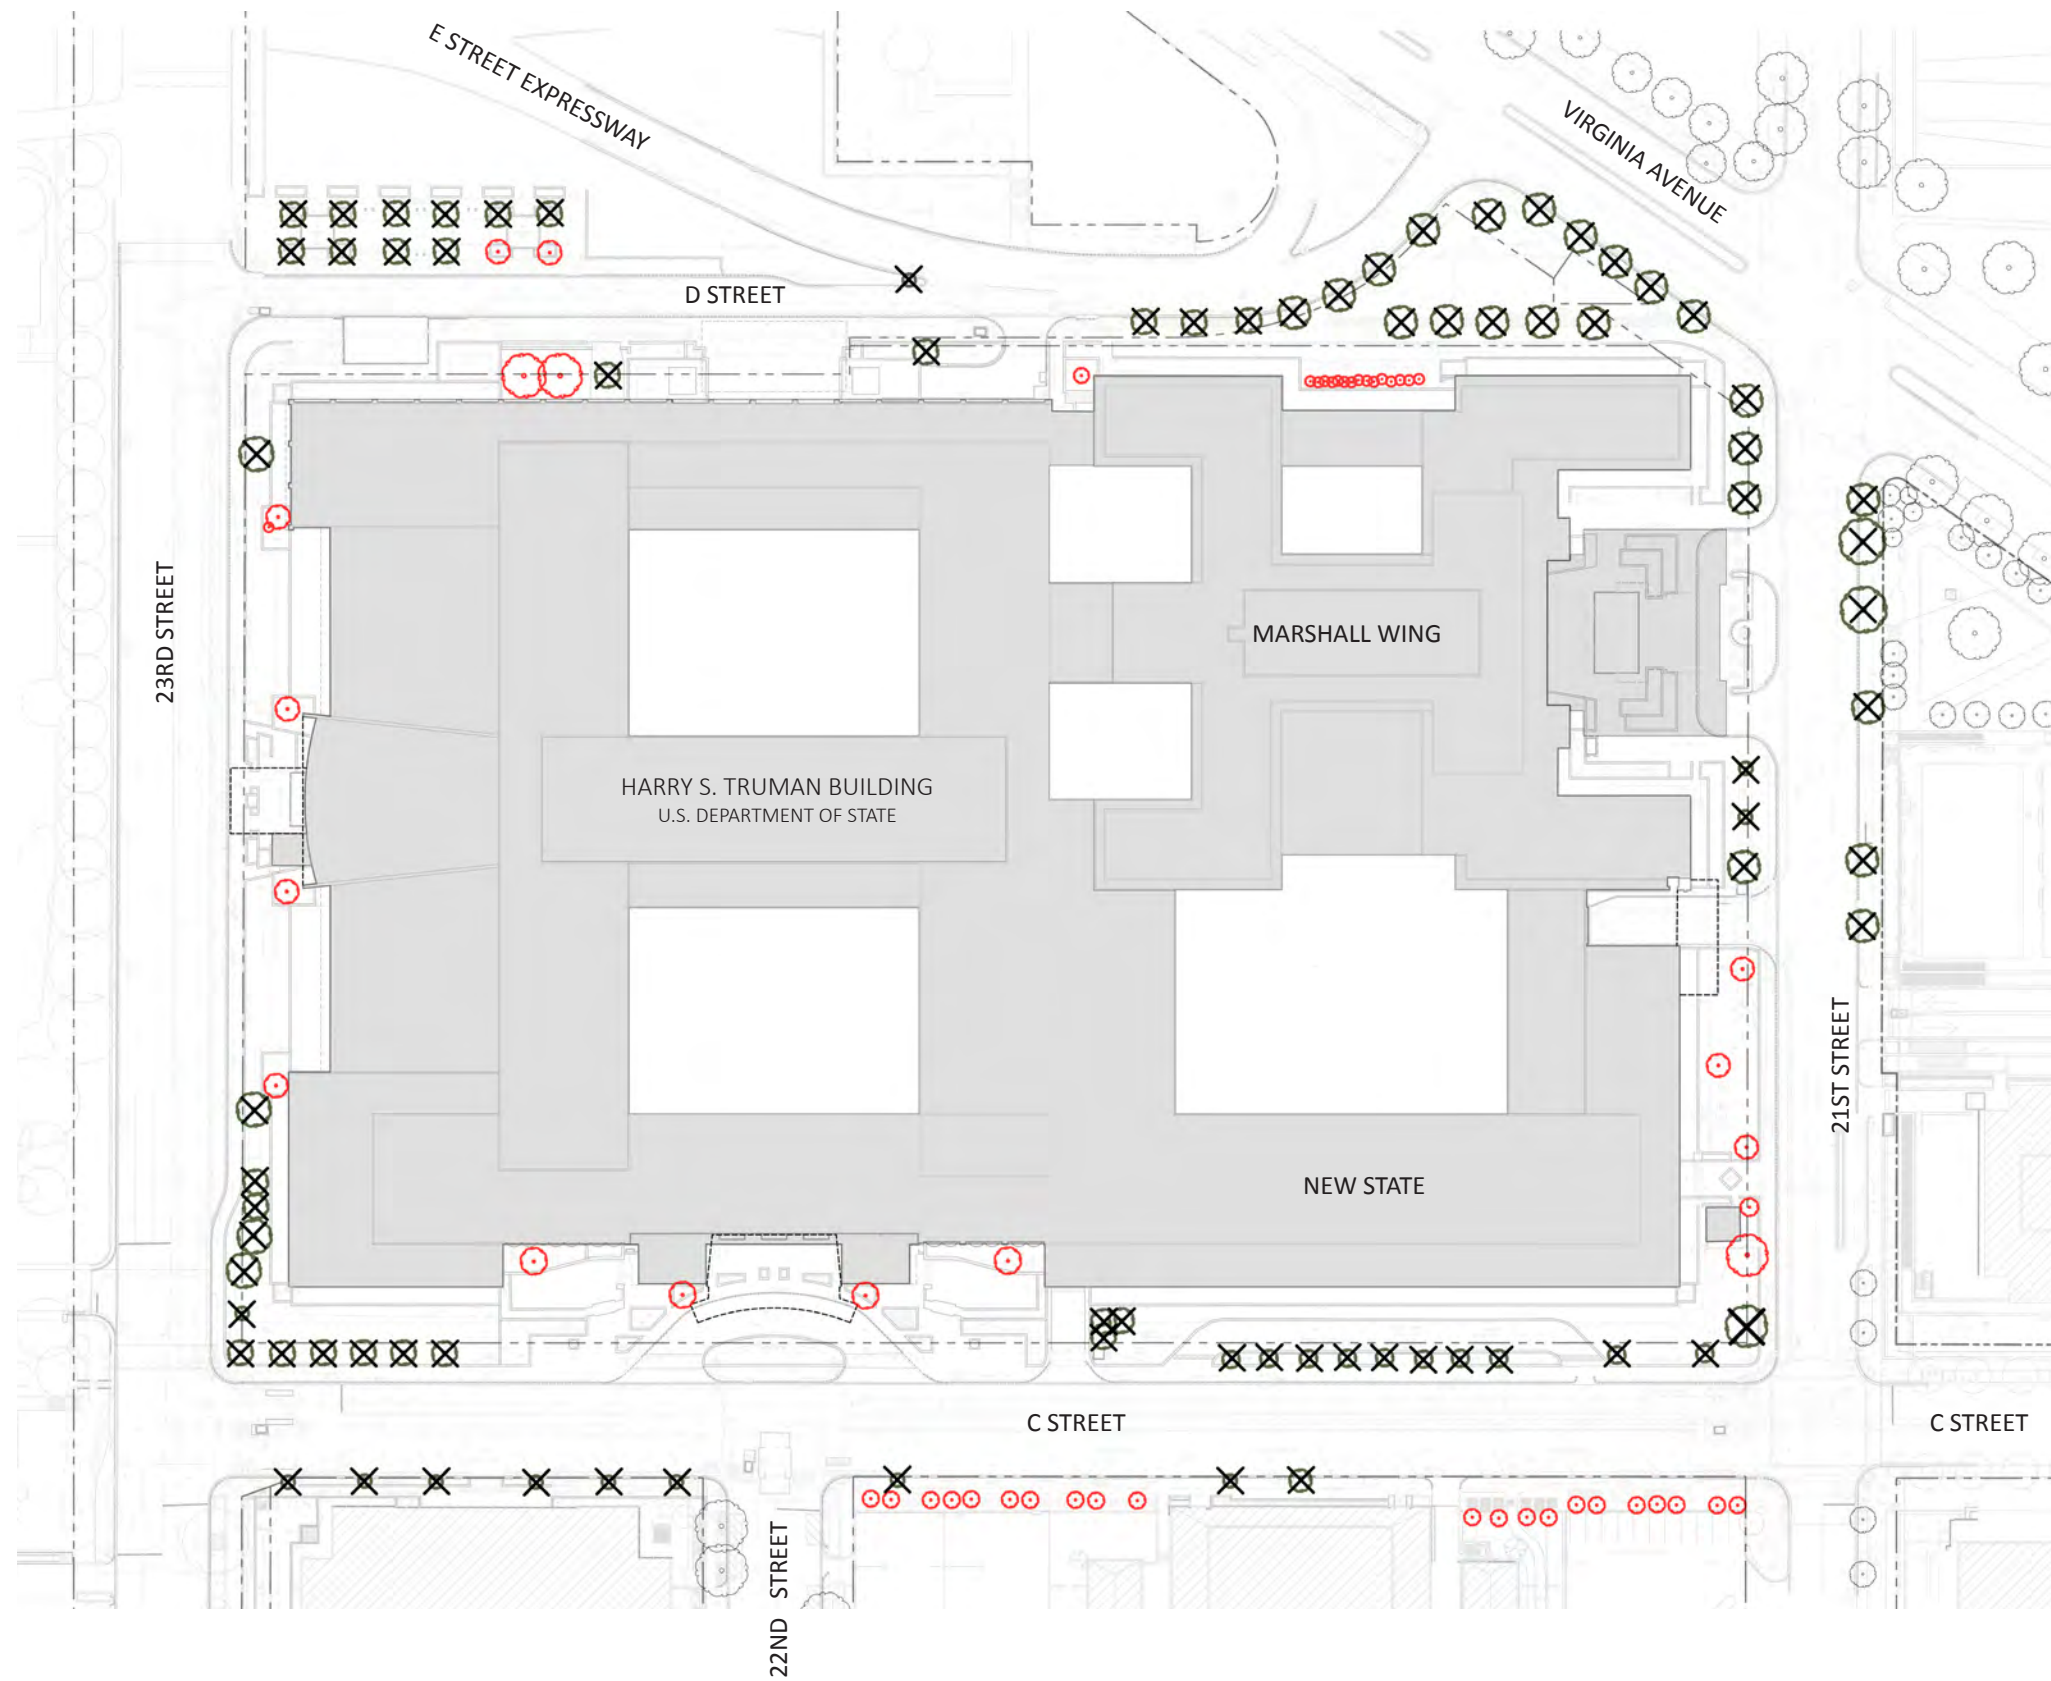 E STREET EXPRESSWAY
VIRGINIA AVENUE
D STREET
23RD STREET
MARSHALL WING
HARRY S. TRUMAN BUILDING
U.S. DEPARTMENT OF STATE
21ST STREET
NEW STATE
C STREET
C STREET
22ND STREET